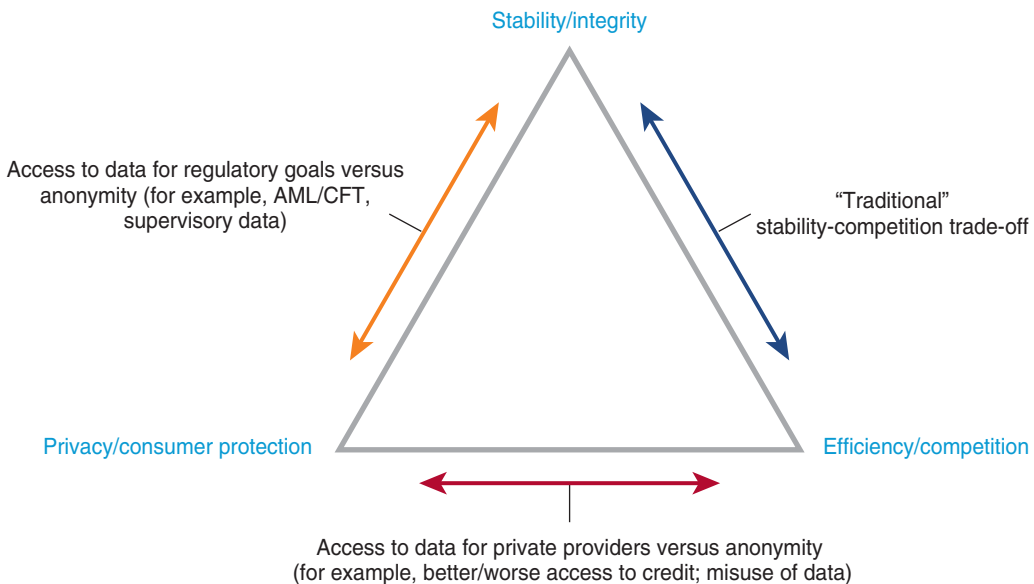 Stability/integrity
Access to data for regulatory goals versus
anonymity (for example, AML/CFT,
supervisory data)
“Traditional”
stability-competition trade-off
Privacy/consumer protection
Efficiency/competition
Access to data for private providers versus anonymity
(for example, better/worse access to credit; misuse of data)